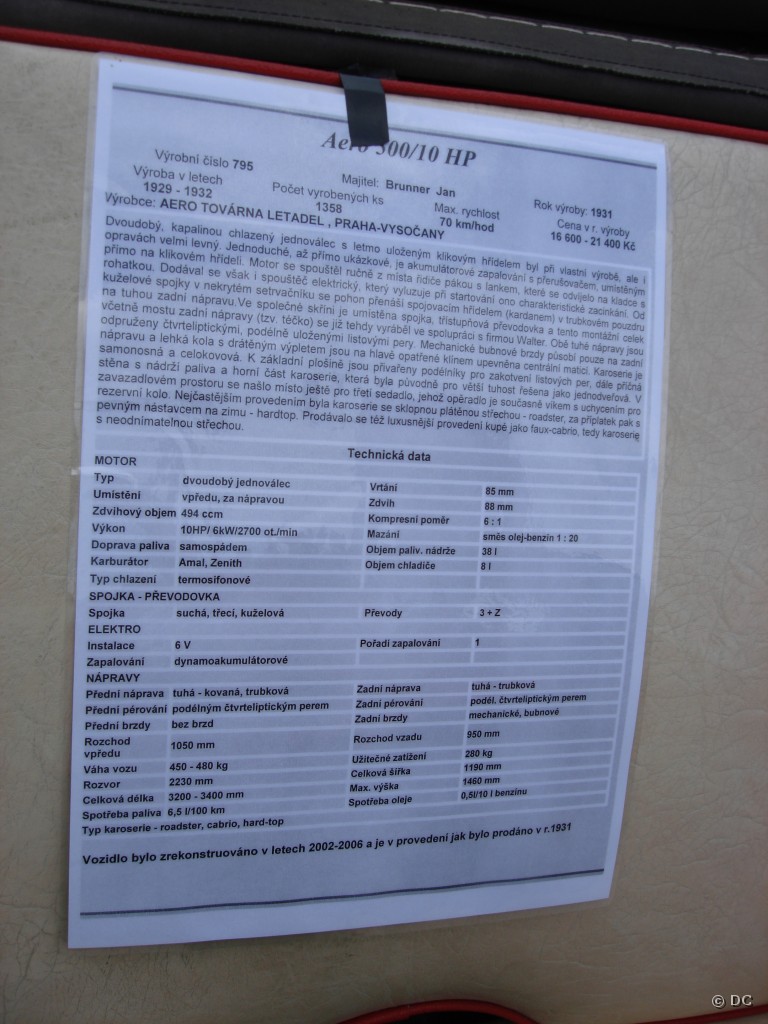 Aero 500/10 HP
Výrobní číslo 795
Majitel: Brunner Jan
Rok výroby: 1931
Výroba v letech
1929 - 1932
Počet vyrobených ks
1358
Max. rychlost
70 km/hod
Cena v r. výroby
16 600 - 21 400 Kč
Výrobce: AERO TOVÁRNA LETADEL , PRAHA-VYSOČANY
Dvoudobý, kapalinou chlazený jednoválec s letmo uloženým klikovým hřídelem byl při vlastní výrobě, ale i
opravách velmi levný. Jednoduché, až přímo ukázkové, je akumulátorové zapalování s přerušovačem, umístěným
přímo na klikovém hřídeli. Motor se spouštěl ručně z místa řidiče pákou s lankem, které se odvíjelo na kladce s
rohatkou. Dodával se však i spouštěč elektrický, který vyluzuje při startování ono charakteristické zacinkání. Od
kuželové spojky v nekrytém setrvačníku se pohon přenáší spojovacím hřídelem (kardanem) v trubkovém pouzdru
na tuhou zadní nápravu.Ve společné skříni je umístěna spojka, třístupňová převodovka a tento montážní celek
včetně mostu zadní nápravy (tzv. téčko) se již tehdy vyráběl ve spolupráci s firmou Walter. Obě tuhé nápravy jsou
odpruženy čtvrteliptickými, podélně uloženými listovými pery. Mechanické bubnové brzdy působí pouze na zadní
nápravu a lehká kola s drátěným výpletem jsou na hlavě opatřené klínem upevněna centrální maticí. Karoserie je
samonosná a celokovová. K základní plošině jsou přivařeny podélníky pro zakotvení listových per, dále příčná
stěna s nádrží paliva a horní část karoserie, která byla původně pro větší tuhost řešena jako jednodveřová. V
zavazadlovém prostoru se našlo místo ještě pro třetí sedadlo, jehož opěradlo je současně víkem s uchycením pro
rezervní kolo. Nejčastějším provedením byla karoserie se sklopnou plátěnou střechou - roadster, za příplatek pak s
pevným nástavcem na zimu - hardtop. Prodávalo se též luxusnější provedení kupé jako faux-cabrio, tedy karoserie
s neodnímatelnou střechou.
Technická data
MOTOR
Typ dvoudobý jednoválec Vrtání 85 mm
Umístění vpředu, za nápravou Zdvih 88 mm
Zdvihový objem 494 ccm Kompresní poměr 6 : 1
Výkon 10HP/ 6kW/2700 ot./min Mazání směs olej-benzin 1 : 20
Doprava paliva samospádem Objem paliv. nádrže 38 l
Karburátor Amal, Zenith Objem chladiče 8 l
Typ chlazení termosifonové
SPOJKA - PŘEVODOVKA
Spojka suchá, třecí, kuželová Převody 3 + Z
ELEKTRO
Instalace 6 V Pořadí zapalování 1
Zapalování dynamoakumulátorové
NÁPRAVY
Přední náprava tuhá - kovaná, trubková Zadní náprava tuhá - trubková
Přední pérování podélným čtvrteliptickým perem Zadní pérování poděl. čtvrteliptickým perem
Přední brzdy bez brzd Zadní brzdy mechanické, bubnové
Rozchod
vpředu 1050 mm Rozchod vzadu 950 mm
Váha vozu 450 - 480 kg Užitečné zatížení 280 kg
Rozvor 2230 mm Celková šířka 1190 mm
Celková délka 3200 - 3400 mm Max. výška 1460 mm
Spotřeba paliva 6,5 l/100 km Spotřeba oleje 0,5l/10 l benzinu
Typ karoserie - roadster, cabrio, hard-top
Vozidlo bylo zrekonstruováno v letech 2002-2006 a je v provedení jak bylo prodáno v r.1931
© DC